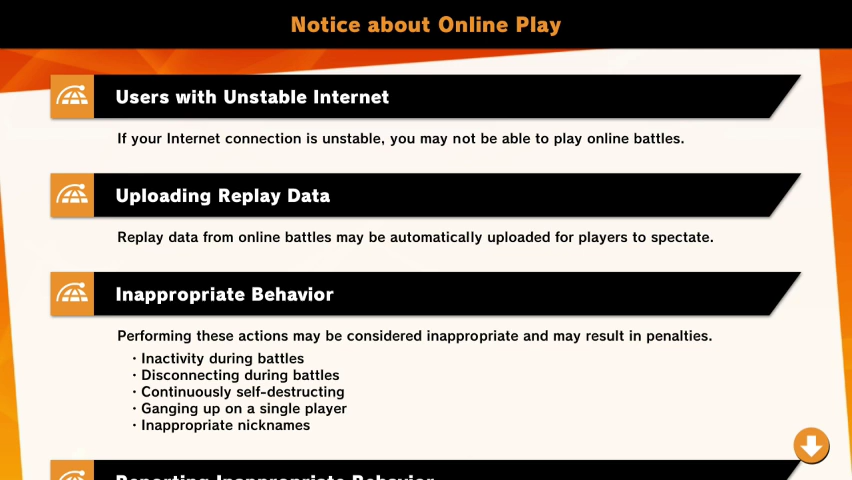 Notice about Online Play
Users with Unstable Internet
If your Internet connection is unstable, you may not be able to play online battles.
Uploading Replay Data
Replay data from online battles may be automatically uploaded for players to spectate.
Inappropriate Behavior
Performing these actions may be considered inappropriate and may result in penalties.
· Inactivity during battles
· Disconnecting during battles
· Continuously self-destructing
· Ganging up on a single player
· Inappropriate nicknames
Reporting Inappropriate Behavior